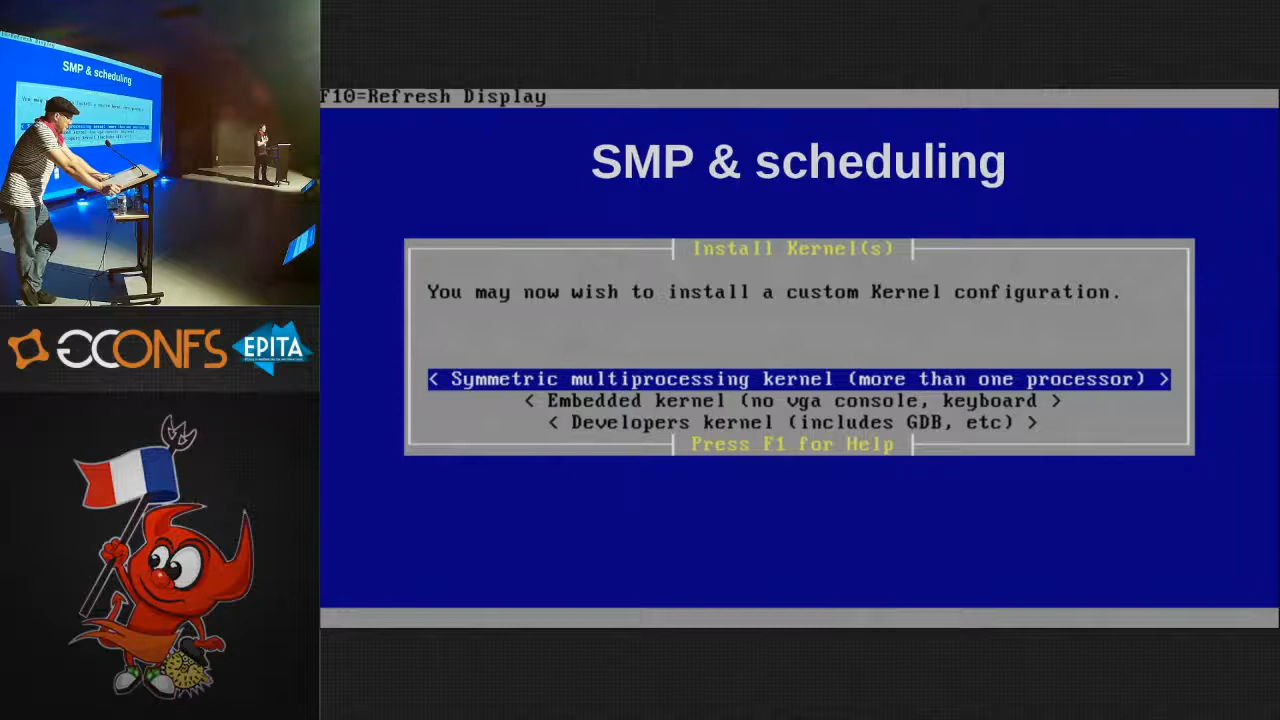 SMP & scheduling
GCONFS
EPITA
F10=Refresh Display
SMP & scheduling
Install Kernel(s)
You may now wish to install a custom Kernel configuration.
< Symmetric multiprocessing kernel (more than one processor) >
< Embedded kernel (no vga console, keyboard >
< Developers kernel (includes GDB, etc) >
Press F1 for Help